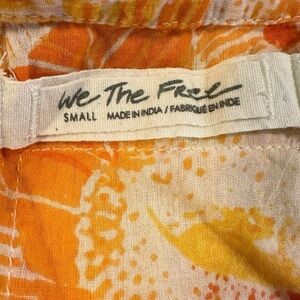 We The Free
SMALL MADE IN INDIA / FABRIQUÉ EN INDE